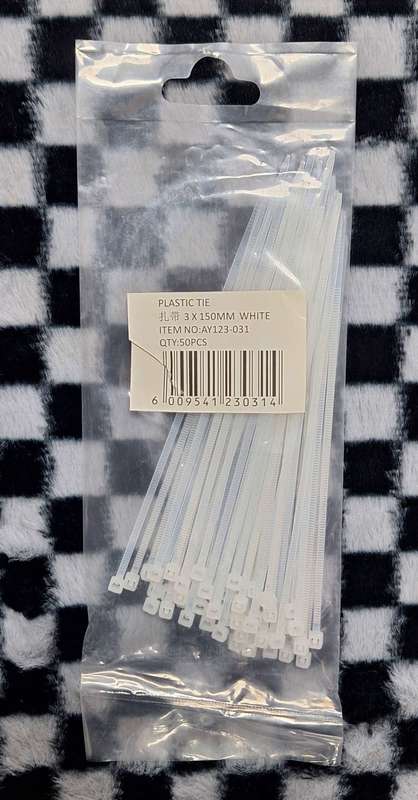 PLASTIC TIE
扎带 3 X 150MM WHITE
ITEM NO:AY123-031
QTY:50PCS
6 009541 230314